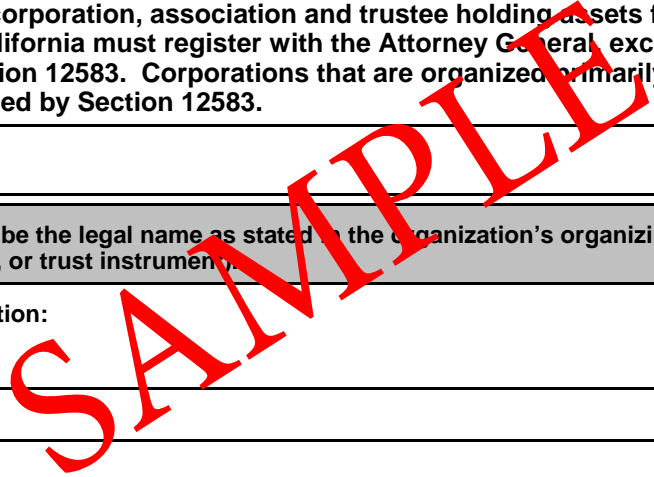 corporation, association and trustee holding assets f
lifornia must register with the Attorney General, exc
ion 12583. Corporations that are organized primarily
ed by Section 12583.
be the legal name as stated in the organization's organizi
, or trust instrument).
tion:
SAMPLE